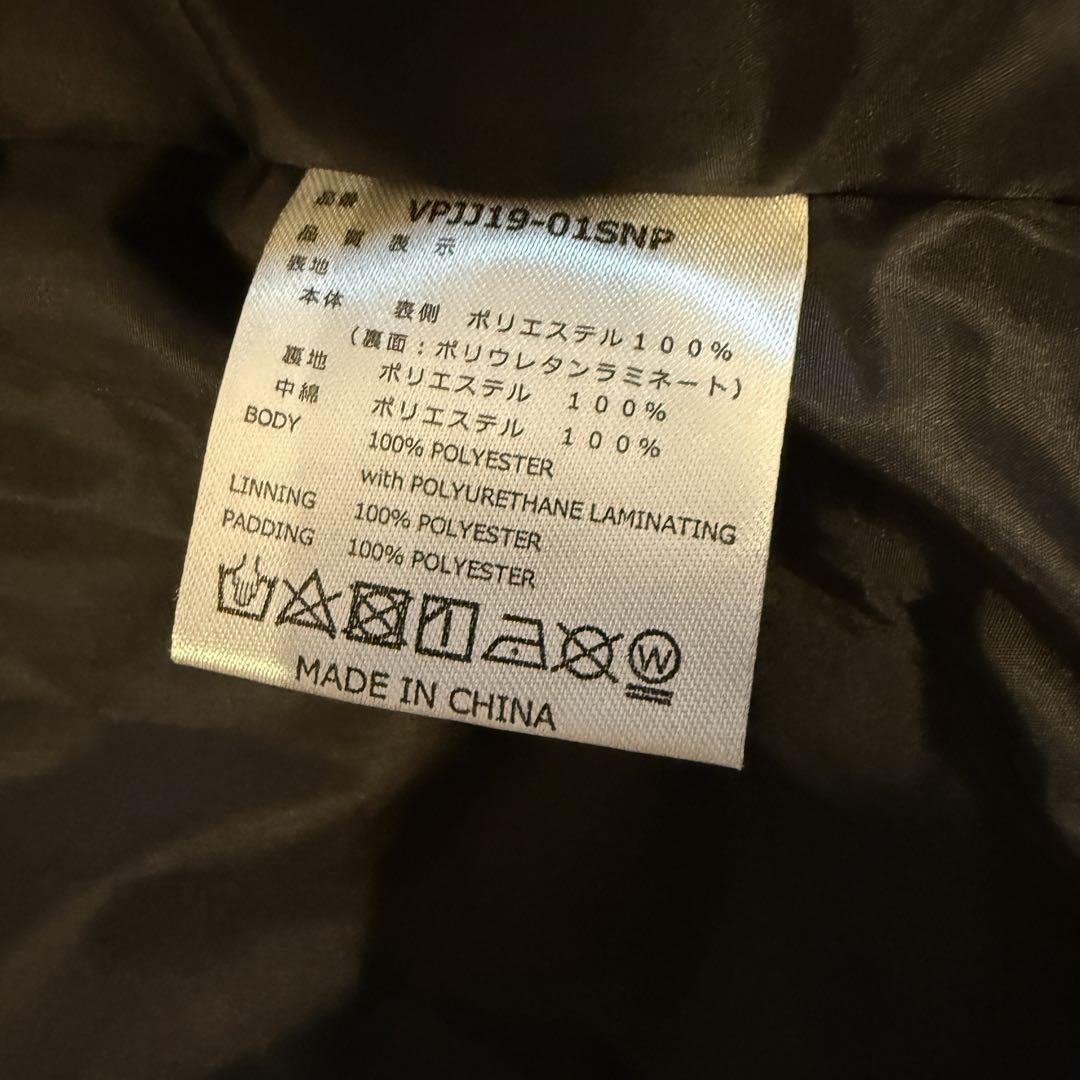 品番 VPJJ19-01SNP
品質表示
表地
本体 表側 ポリエステル100%
(裏面:ポリウレタンラミネート)
裏地 ポリエステル 100%
中綿 ポリエステル 100%
BODY 100% POLYESTER
with POLYURETHANE LAMINATING
LINNING 100% POLYESTER
PADDING 100% POLYESTER
W
MADE IN CHINA